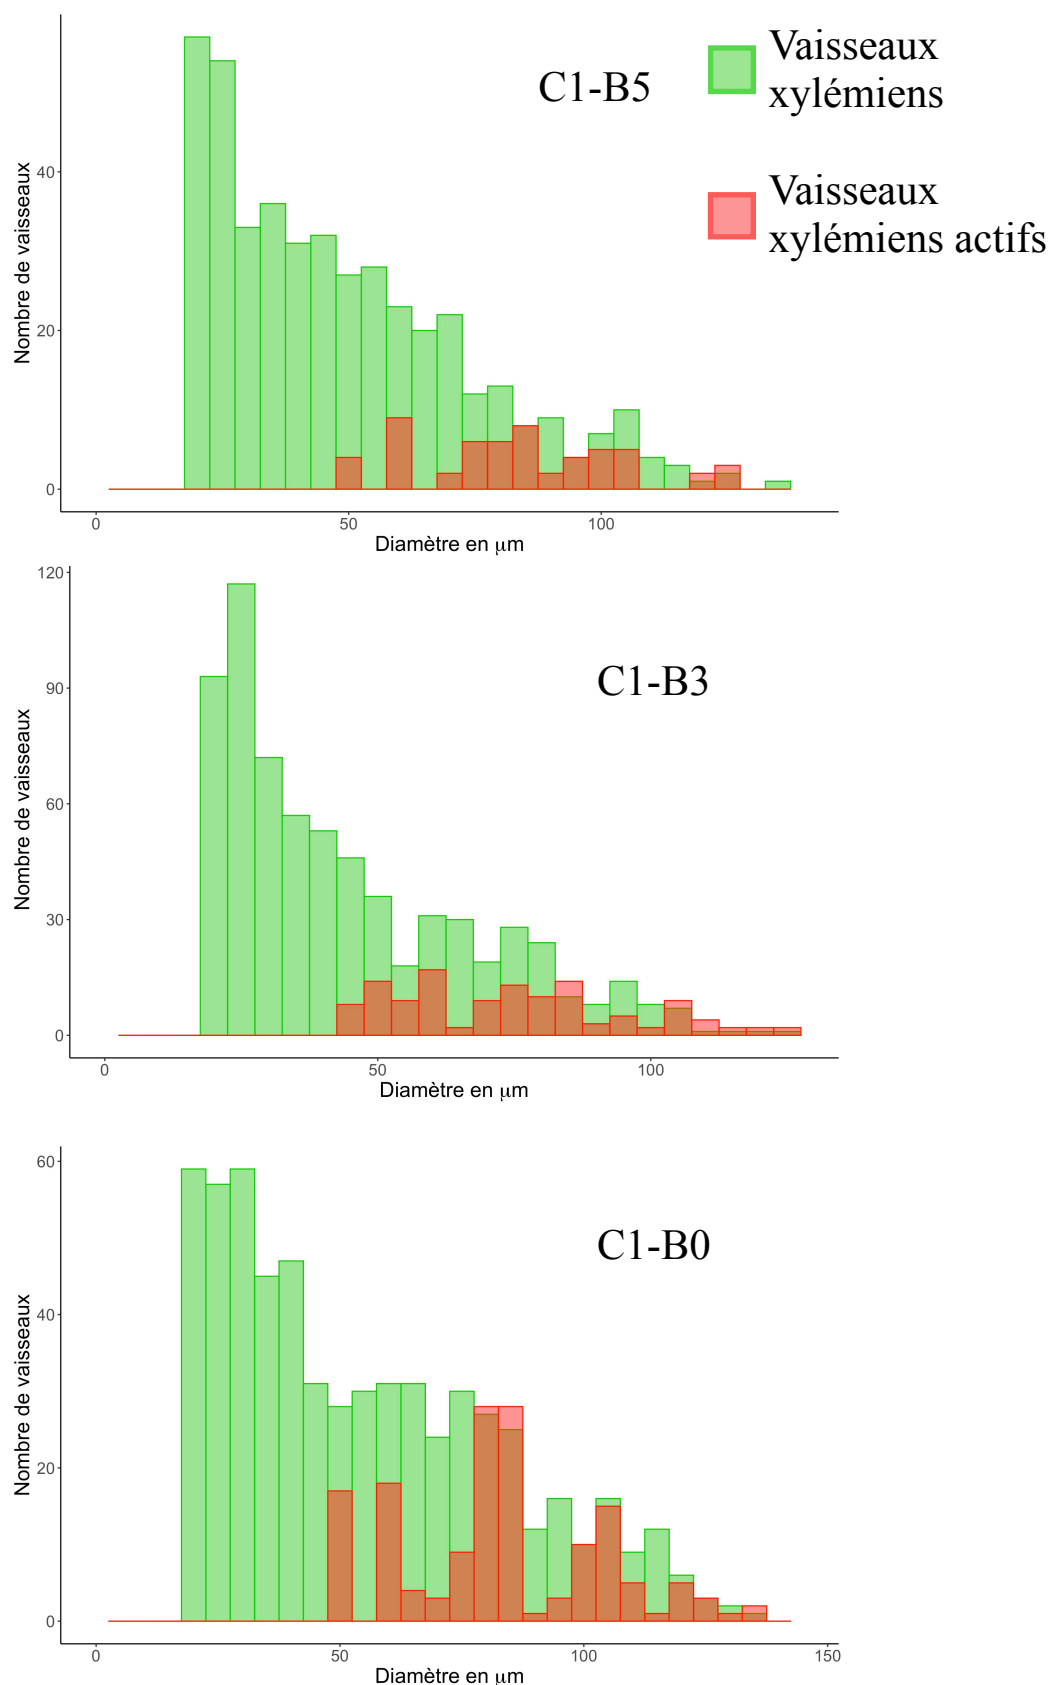 C1-B5
Vaisseaux
xylémiens
Vaisseaux
xylémiens actifs
Nombre de vaisseaux
40
20
0
0 50 100
Diamètre en μm
C1-B3
Nombre de vaisseaux
120
90
60
30
0
0 50 100
Diamètre en μm
C1-B0
Nombre de vaisseaux
60
40
20
0
0 50 100 150
Diamètre en μm